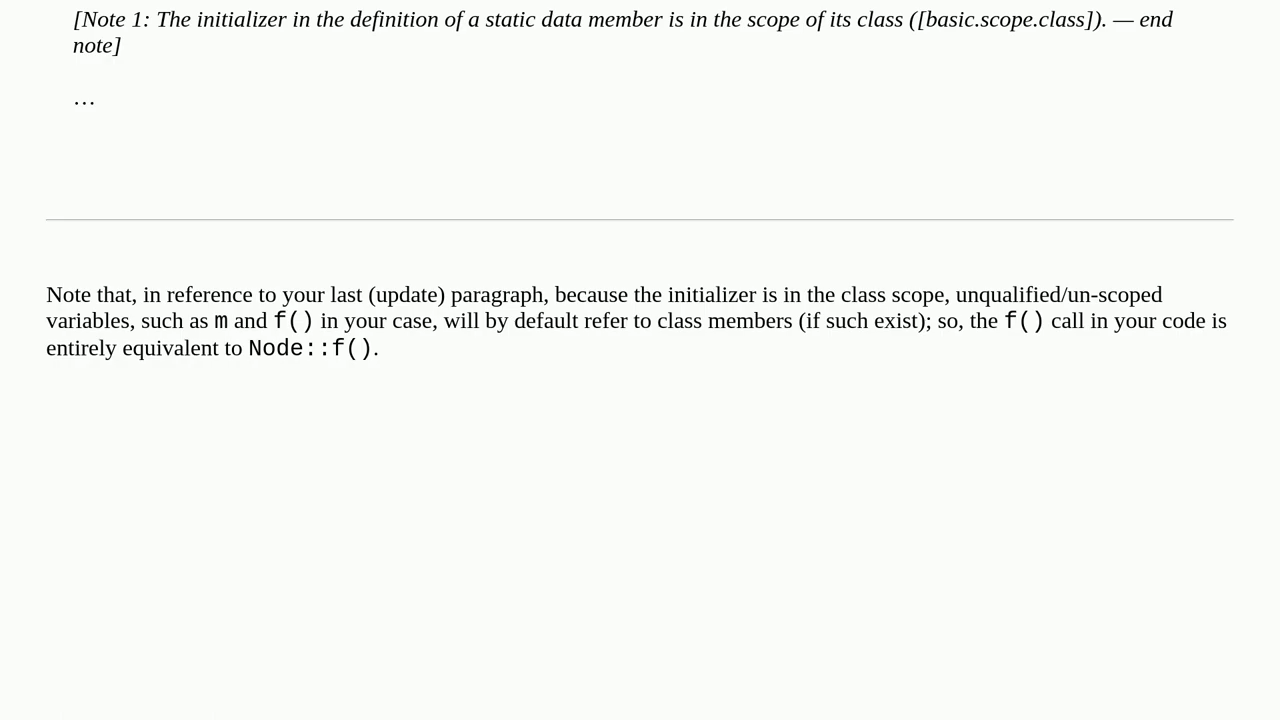 [Note 1: The initializer in the definition of a static data member is in the scope of its class ([basic.scope.class]). — end
note]
…
Note that, in reference to your last (update) paragraph, because the initializer is in the class scope, unqualified/un-scoped
variables, such as m and f() in your case, will by default refer to class members (if such exist); so, the f() call in your code is
entirely equivalent to Node::f().